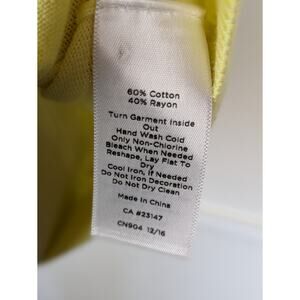 60% Cotton
40% Rayon
Turn Garment Inside
Out
Hand Wash Cold
Only Non-Chlorine
Bleach When Needed
Reshape, Lay Flat To
Dry
Cool Iron, If Needed
Do Not Iron Decoration
Do Not Dry Clean
Made In China
CA #23147
CN904 12/16